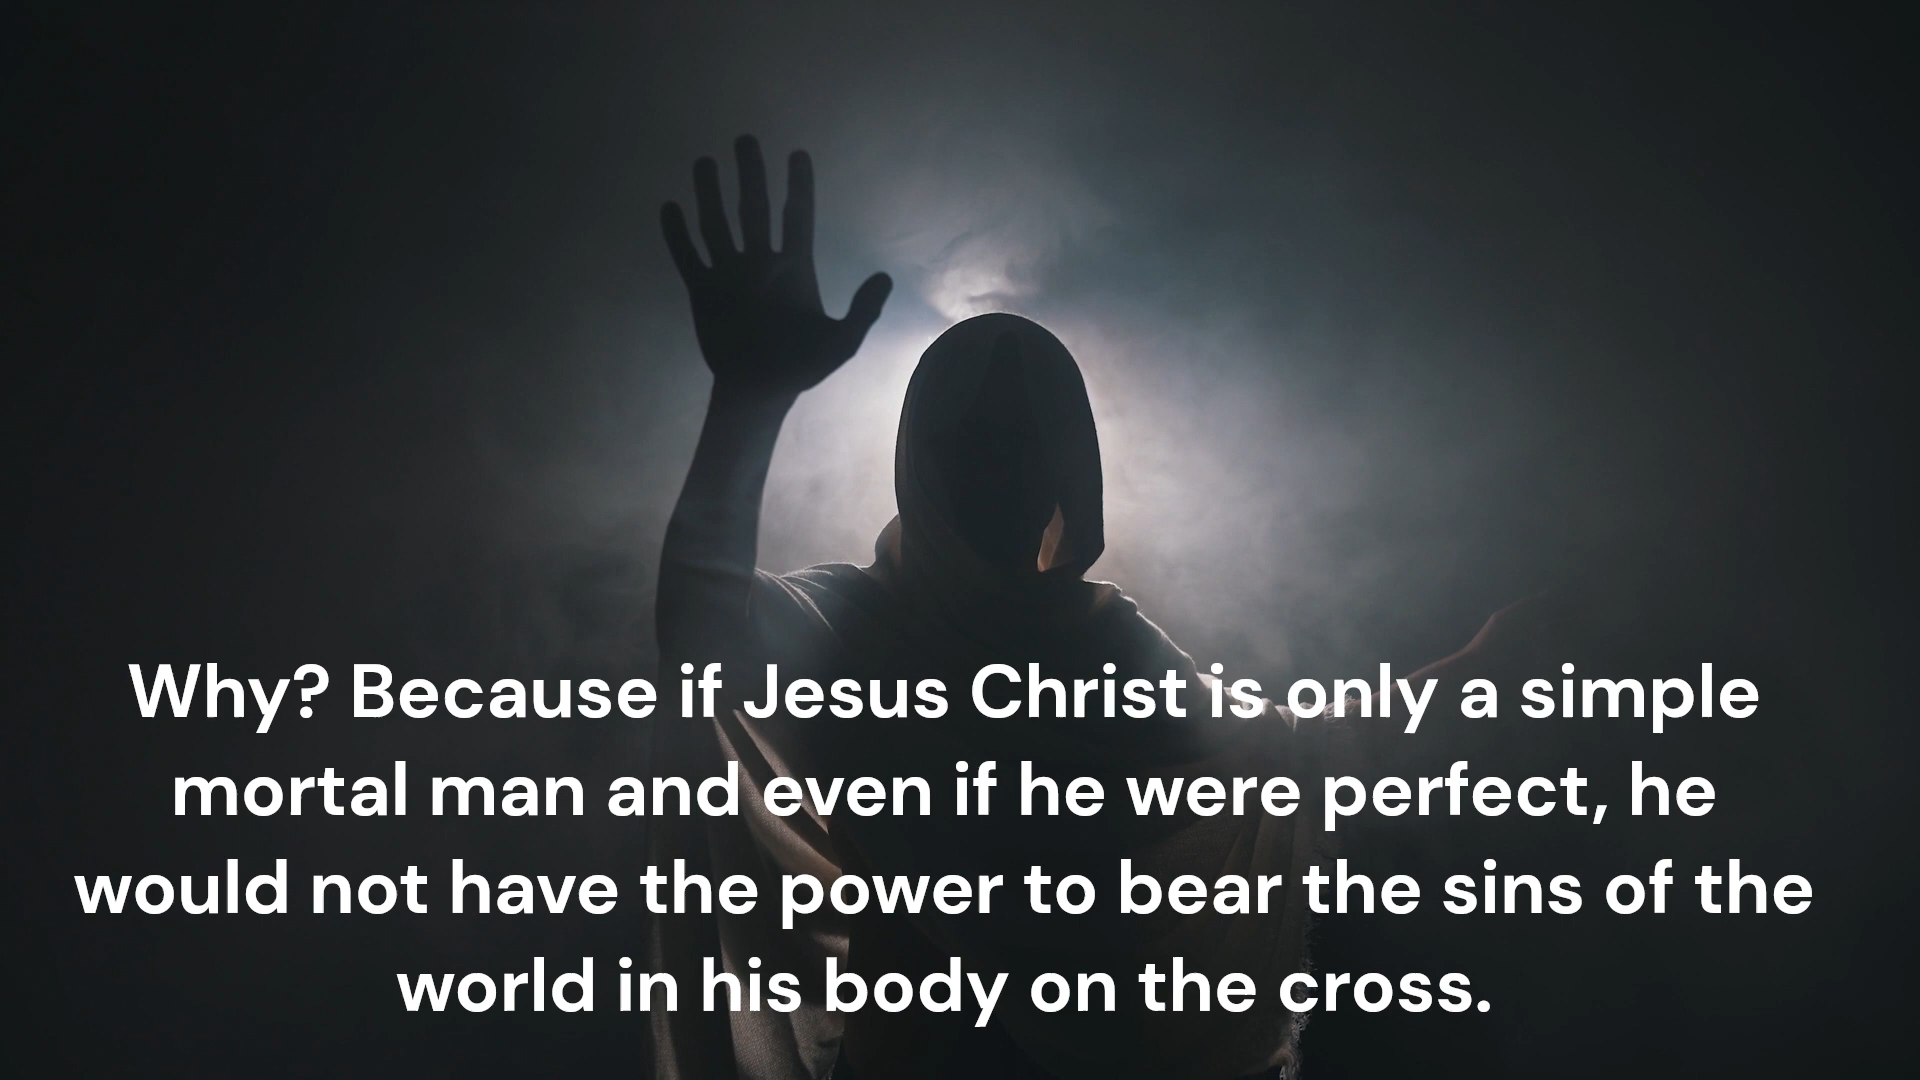 Why? Because if Jesus Christ is only a simple
mortal man and even if he were perfect, he
would not have the power to bear the sins of the
world in his body on the cross.